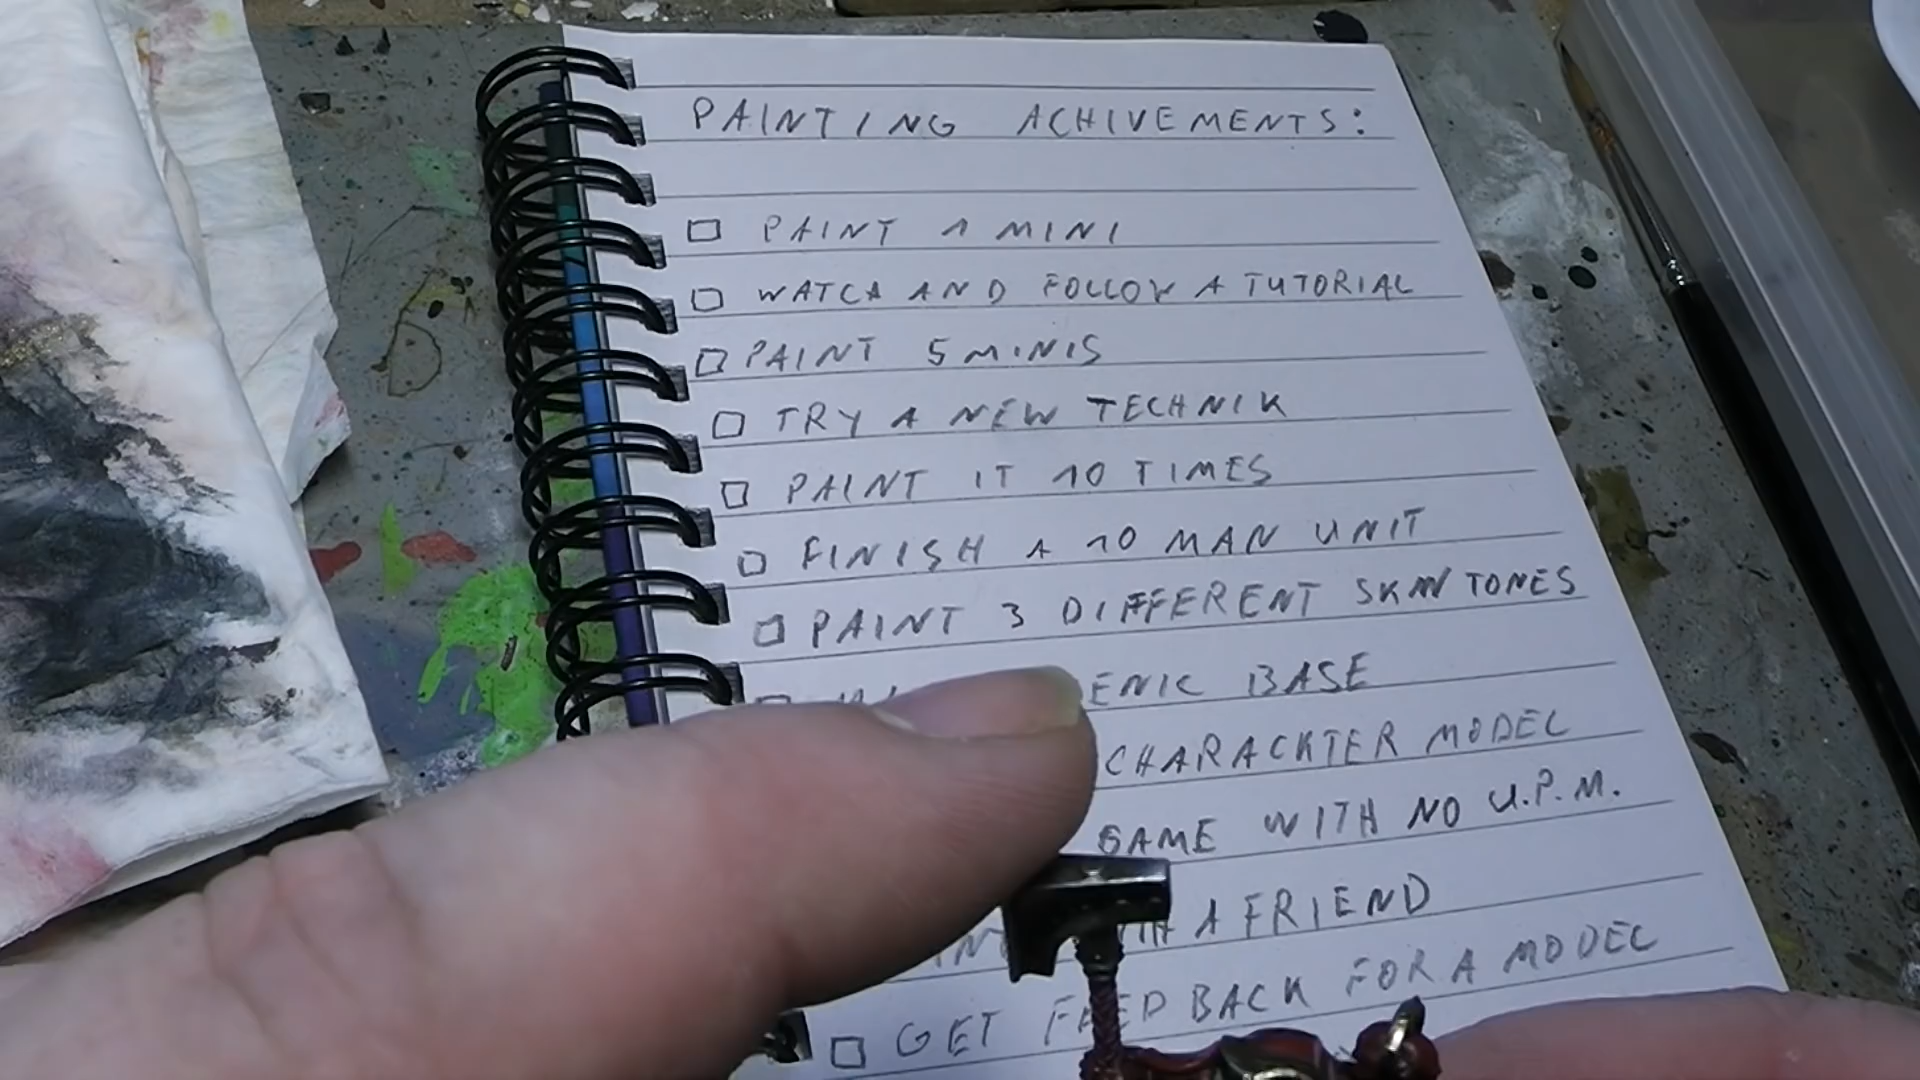 PAINTING ACHIVEMENTS:
PAINT 1 MINI
WATCH AND FOLLOW A TUTORIAL
PAINT 5 MINIS
TRY A NEW TECHNIK
PAINT IT 10 TIMES
FINISH A 10 MAN UNIT
PAINT 3 DIFFERENT SKIN TONES
BASE
CHARACKTER MODEL
GAME WITH NO U.P.M.
A FRIEND
GET FEEDBACK FOR A MODEL